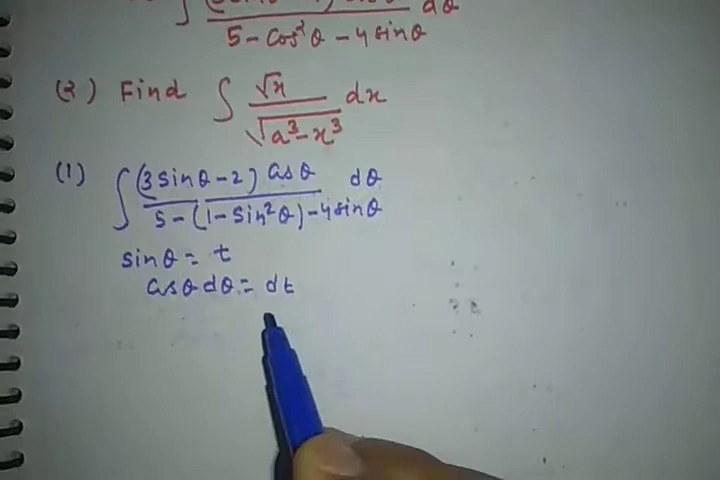 ∫ dθ
5 - Cos²θ - 4 sinθ
(2) Find ∫ √x / √a³-x³ dx
(1) ∫ (3 sinθ - 2) cosθ / 5 - (1 - sin²θ) - 4 sinθ dθ
sinθ = t
cosθ dθ = dt